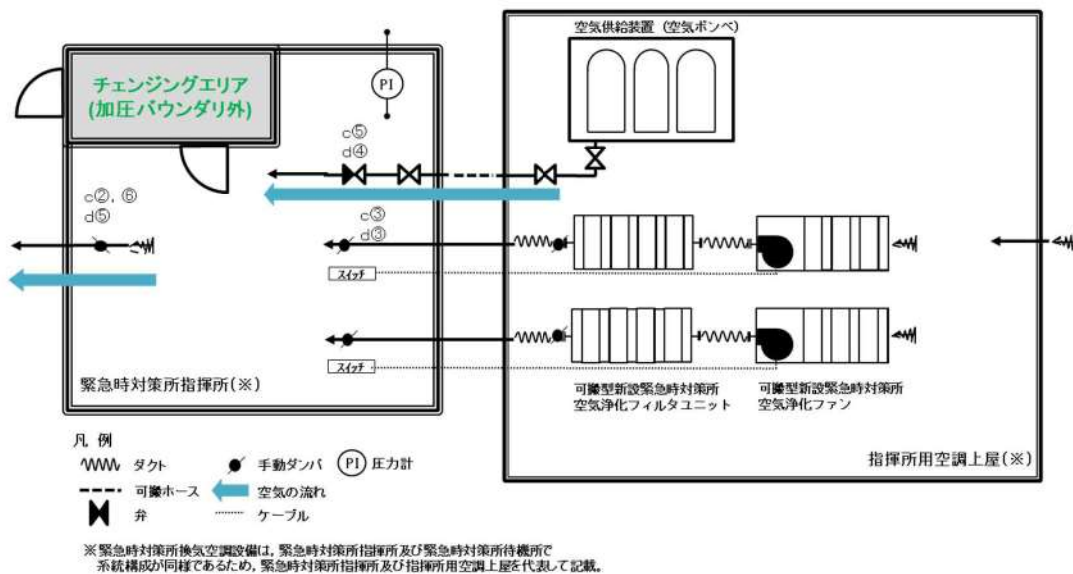 空気供給装置（空気ボンベ）
チェンジングエリア
(加圧バウンダリ外)
PI
c⑤
d④
c②, ⑥
d⑤
c③
d③
スイッチ
スイッチ
緊急時対策所指揮所(※)
可搬型新設緊急時対策所
空気浄化フィルタユニット
可搬型新設緊急時対策所
空気浄化ファン
指揮所用空調上屋(※)
凡 例
ダクト
手動ダンパ
PI 圧力計
可搬ホース
空気の流れ
弁
ケーブル
※緊急時対策所換気空調設備は，緊急時対策所指揮所及び緊急時対策所待機所で
系統構成が同様であるため，緊急時対策所指揮所及び指揮所用空調上屋を代表して記載。